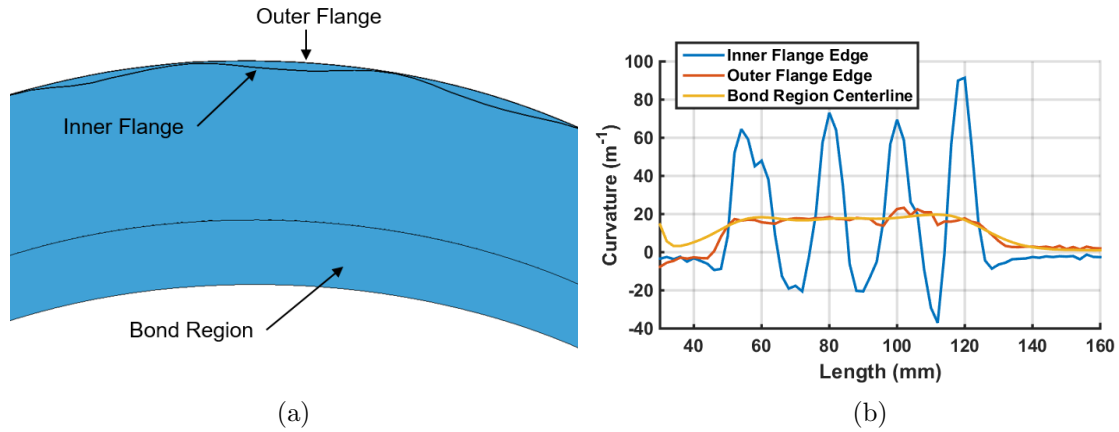 Outer Flange
Inner Flange
Bond Region
(a)
Inner Flange Edge
Outer Flange Edge
Bond Region Centerline
Curvature (m⁻¹)
100
80
60
40
20
0
-20
-40
40 60 80 100 120 140 160
Length (mm)
(b)